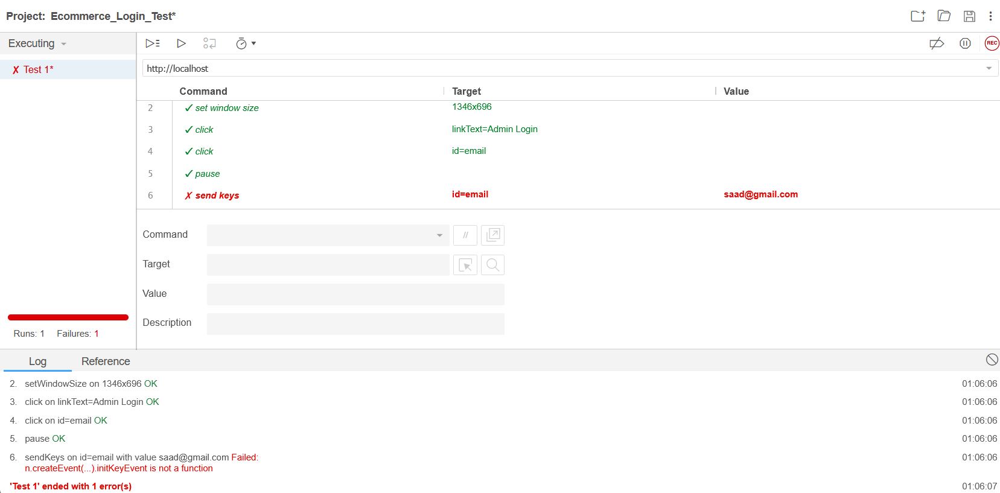 Project: Ecommerce_Login_Test*
Executing
REC
✗ Test 1*
http://localhost
Command Target Value
2 ✓ set window size 1346x696
3 ✓ click linkText=Admin Login
4 ✓ click id=email
5 ✓ pause
6 ✗ send keys id=email saad@gmail.com
Command //
Target
Value
Description
Runs: 1 Failures: 1
Log Reference
2. setWindowSize on 1346x696 OK 01:06:06
3. click on linkText=Admin Login OK 01:06:06
4. click on id=email OK 01:06:06
5. pause OK 01:06:06
6. sendKeys on id=email with value saad@gmail.com Failed: 01:06:06
n.createEvent(...).initKeyEvent is not a function
'Test 1' ended with 1 error(s) 01:06:07